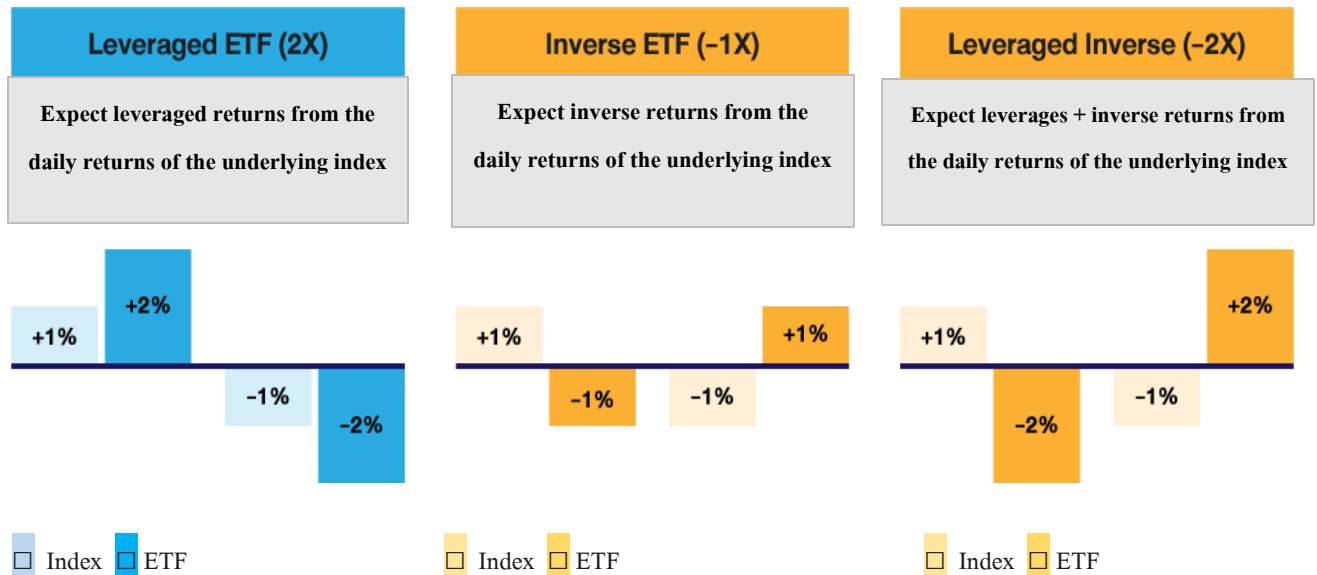 Leveraged ETF (2X)
Expect leveraged returns from the
daily returns of the underlying index
+1%
+2%
−1%
−2%
□ Index □ ETF
Inverse ETF (−1X)
Expect inverse returns from the
daily returns of the underlying index
+1%
−1%
−1%
+1%
□ Index □ ETF
Leveraged Inverse (−2X)
Expect leverages + inverse returns from
the daily returns of the underlying index
+1%
−2%
−1%
+2%
□ Index □ ETF